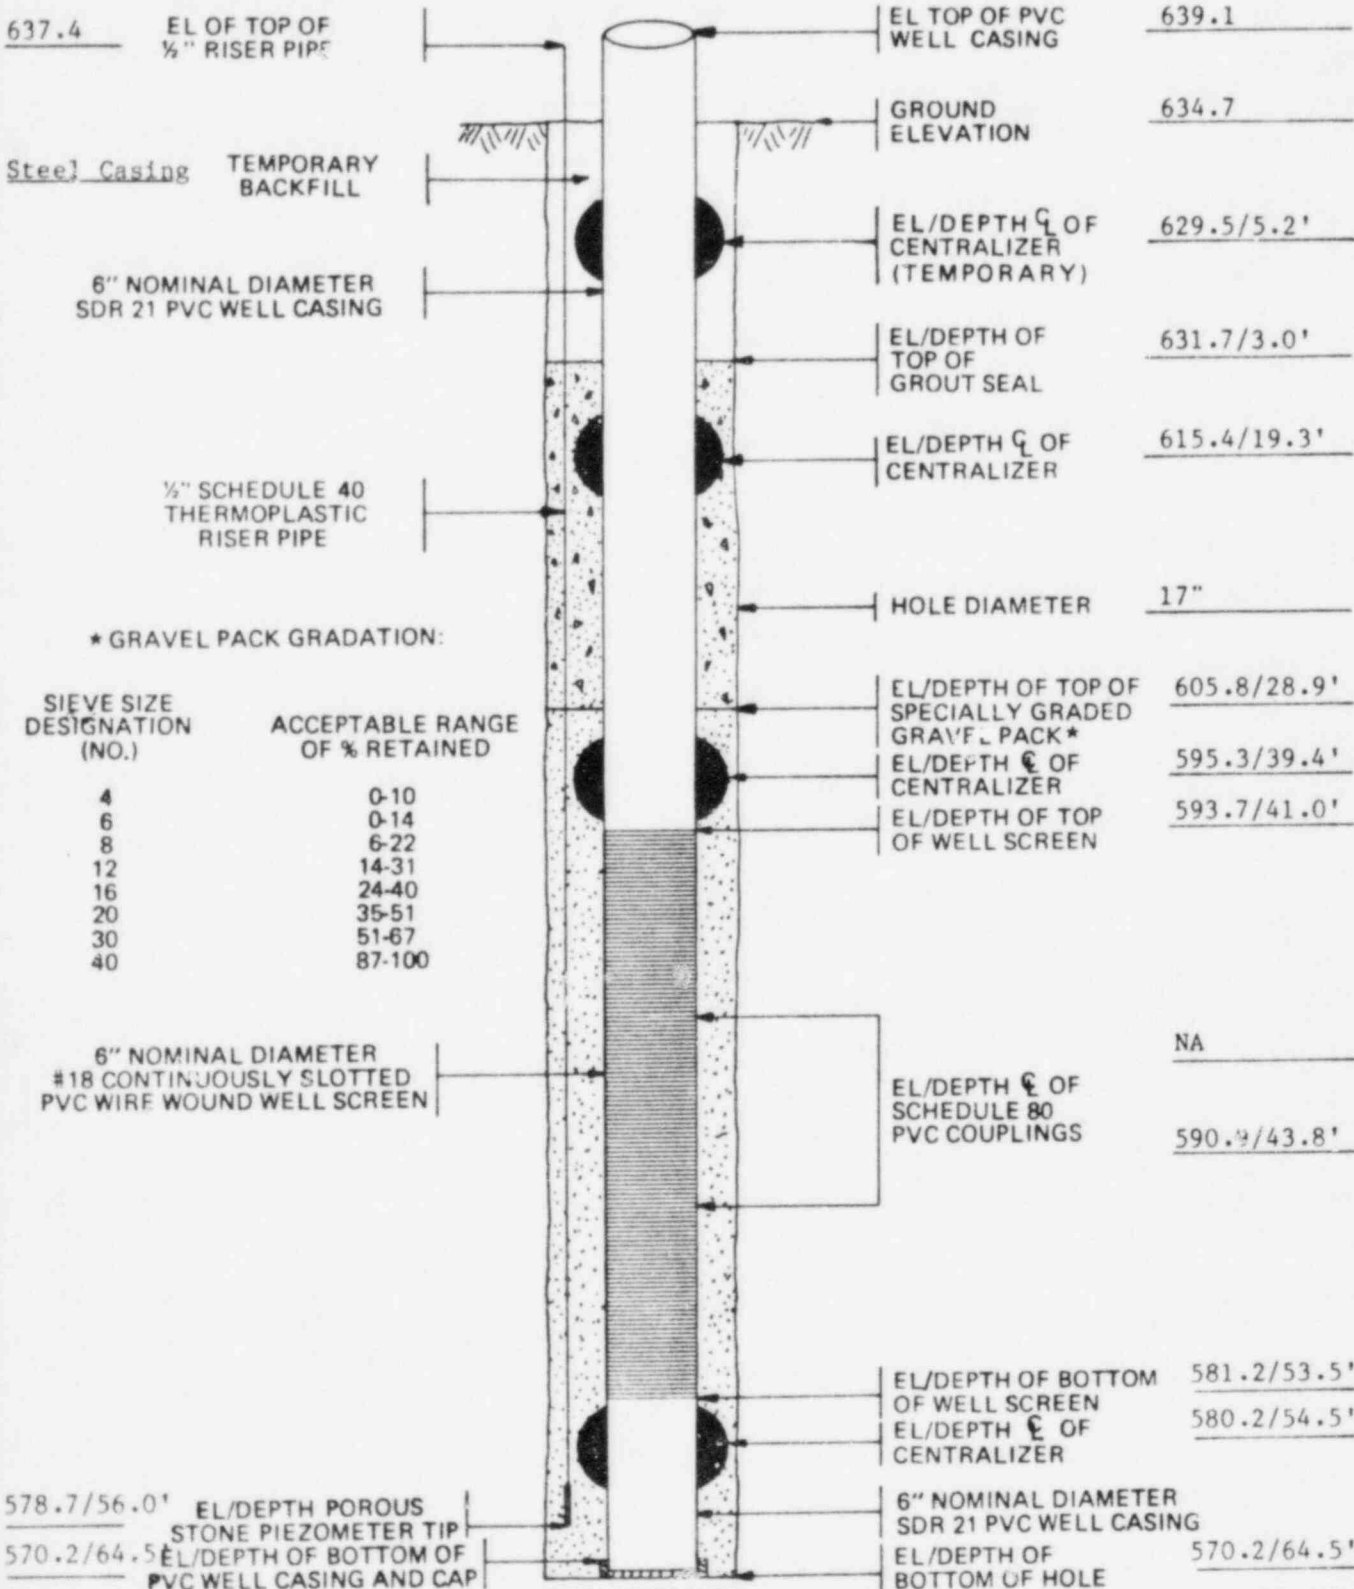 637.4
EL OF TOP OF
½" RISER PIPE
EL TOP OF PVC
WELL CASING
639.1
GROUND
ELEVATION
634.7
Steel Casing
TEMPORARY
BACKFILL
EL/DEPTH ℄ OF
CENTRALIZER
(TEMPORARY)
629.5/5.2'
6" NOMINAL DIAMETER
SDR 21 PVC WELL CASING
EL/DEPTH OF
TOP OF
GROUT SEAL
631.7/3.0'
EL/DEPTH ℄ OF
CENTRALIZER
615.4/19.3'
½" SCHEDULE 40
THERMOPLASTIC
RISER PIPE
HOLE DIAMETER
17"
* GRAVEL PACK GRADATION:
SIEVE SIZE
DESIGNATION
(NO.)
ACCEPTABLE RANGE
OF % RETAINED
4 0-10
6 0-14
8 6-22
12 14-31
16 24-40
20 35-51
30 51-67
40 87-100
EL/DEPTH OF TOP OF
SPECIALLY GRADED
GRAVEL PACK*
605.8/28.9'
EL/DEPTH ℄ OF
CENTRALIZER
595.3/39.4'
EL/DEPTH OF TOP
OF WELL SCREEN
593.7/41.0'
6" NOMINAL DIAMETER
#18 CONTINUOUSLY SLOTTED
PVC WIRE WOUND WELL SCREEN
EL/DEPTH ℄ OF
SCHEDULE 80
PVC COUPLINGS
NA
590.9/43.8'
EL/DEPTH OF BOTTOM
OF WELL SCREEN
581.2/53.5'
EL/DEPTH ℄ OF
CENTRALIZER
580.2/54.5'
578.7/56.0'
EL/DEPTH POROUS
STONE PIEZOMETER TIP
6" NOMINAL DIAMETER
SDR 21 PVC WELL CASING
570.2/64.5'
EL/DEPTH OF BOTTOM OF
PVC WELL CASING AND CAP
EL/DEPTH OF
BOTTOM OF HOLE
570.2/64.5'